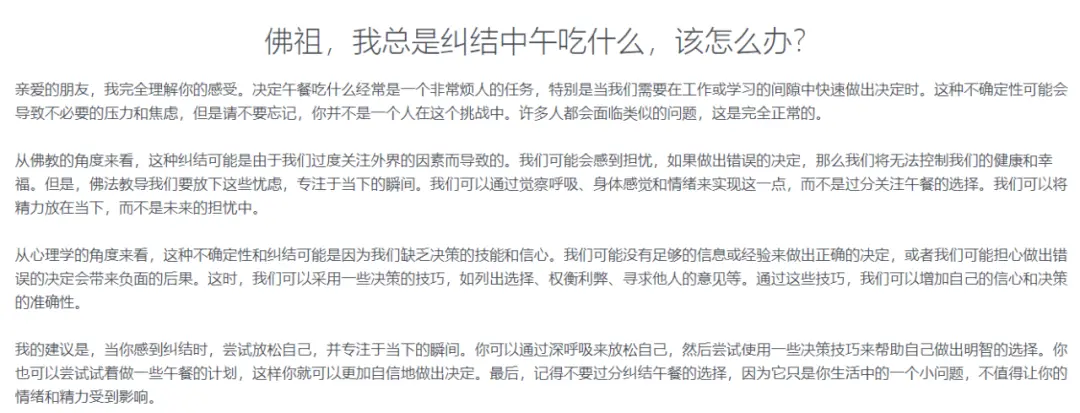 佛祖，我总是纠结中午吃什么，该怎么办?
亲爱的朋友，我完全理解你的感受。决定午餐吃什么经常是一个非常烦人的任务，特别是当我们需要在工作或学习的间隙中快速做出决定时。这种不确定性可能会
导致不必要的压力和焦虑，但是请不要忘记，你并不是一个人在这个挑战中。许多人都会面临类似的问题，这是完全正常的。
从佛教的角度来看，这种纠结可能是由于我们过度关注外界的因素而导致的。我们可能会感到担忧，如果做出错误的决定，那么我们将无法控制我们的健康和幸
福。但是，佛法教导我们要放下这些忧虑，专注于当下的瞬间。我们可以通过觉察呼吸、身体感觉和情绪来实现这一点，而不是过分关注午餐的选择。我们可以将
精力放在当下，而不是未来的担忧中。
从心理学的角度来看，这种不确定性和纠结可能是因为我们缺乏决策的技能和信心。我们可能没有足够的信息或经验来做出正确的决定，或者我们可能担心做出错
误的决定会带来负面的后果。这时，我们可以采用一些决策的技巧，如列出选择、权衡利弊、寻求他人的意见等。通过这些技巧，我们可以增加自己的信心和决策
的准确性。
我的建议是，当你感到纠结时，尝试放松自己，并专注于当下的瞬间。你可以通过深呼吸来放松自己，然后尝试使用一些决策技巧来帮助自己做出明智的选择。你
也可以尝试试着做一些午餐的计划，这样你就可以更加自信地做出决定。最后，记得不要过分纠结午餐的选择，因为它只是你生活中的一个小问题，不值得让你的
情绪和精力受到影响。